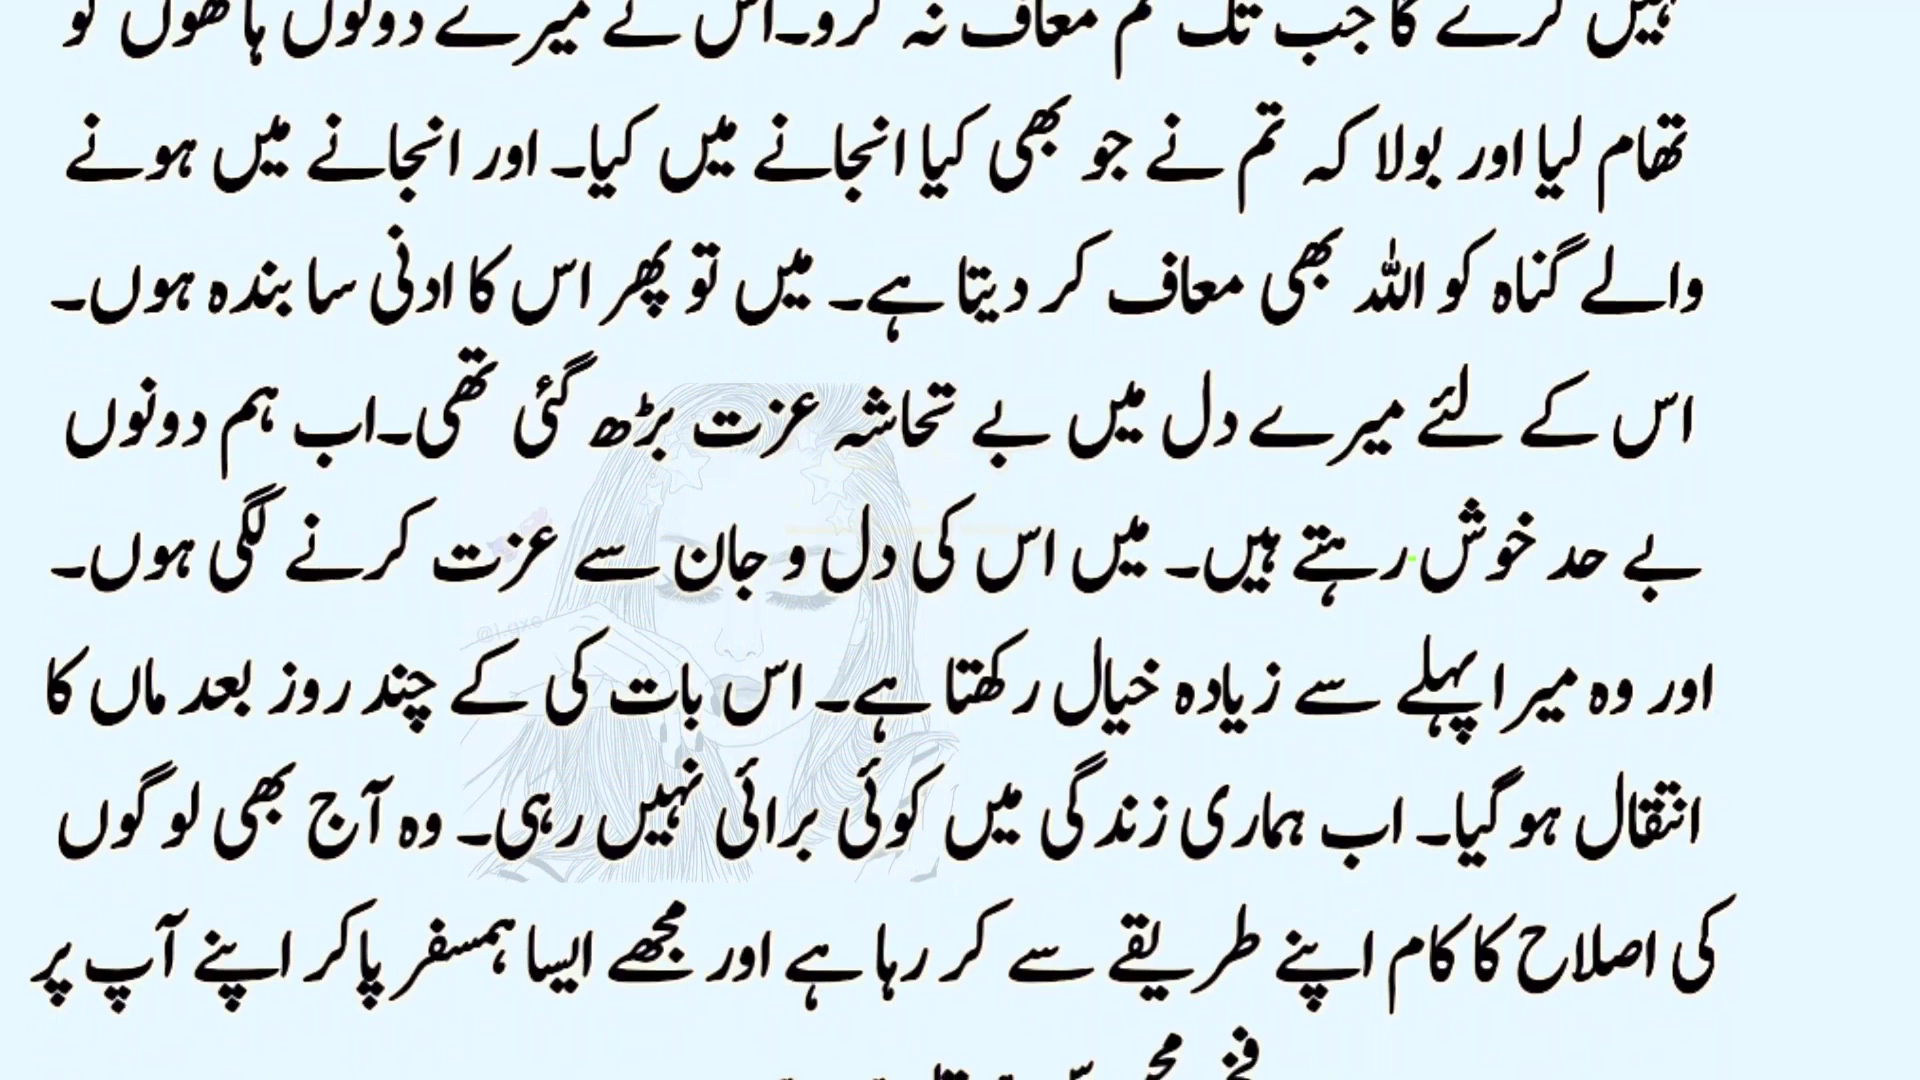 ہیں کرے گا جب تک تم معاف نہ کرو۔اس نے میرے دونوں ہاتھوں کو
تھام لیا اور بولا کہ تم نے جو بھی کیا انجانے میں کیا۔ اور انجانے میں ہونے
والے گناہ کو اللہ بھی معاف کر دیتا ہے۔ میں تو پھر اس کا ادنی سا بندہ ہوں۔
اس کے لئے میرے دل میں بے تحاشہ عزت بڑھ گئی تھی۔اب ہم دونوں
بے حد خوش رہتے ہیں۔ میں اس کی دل و جان سے عزت کرنے لگی ہوں۔
اور وہ میرا پہلے سے زیادہ خیال رکھتا ہے۔ اس بات کی کے چند روز بعد ماں کا
انتقال ہو گیا۔ اب ہماری زندگی میں کوئی برائی نہیں رہی۔ وہ آج بھی لوگوں
کی اصلاح کا کام اپنے طریقے سے کر رہا ہے اور مجھے ایسا ہمسفر پا کر اپنے آپ پر